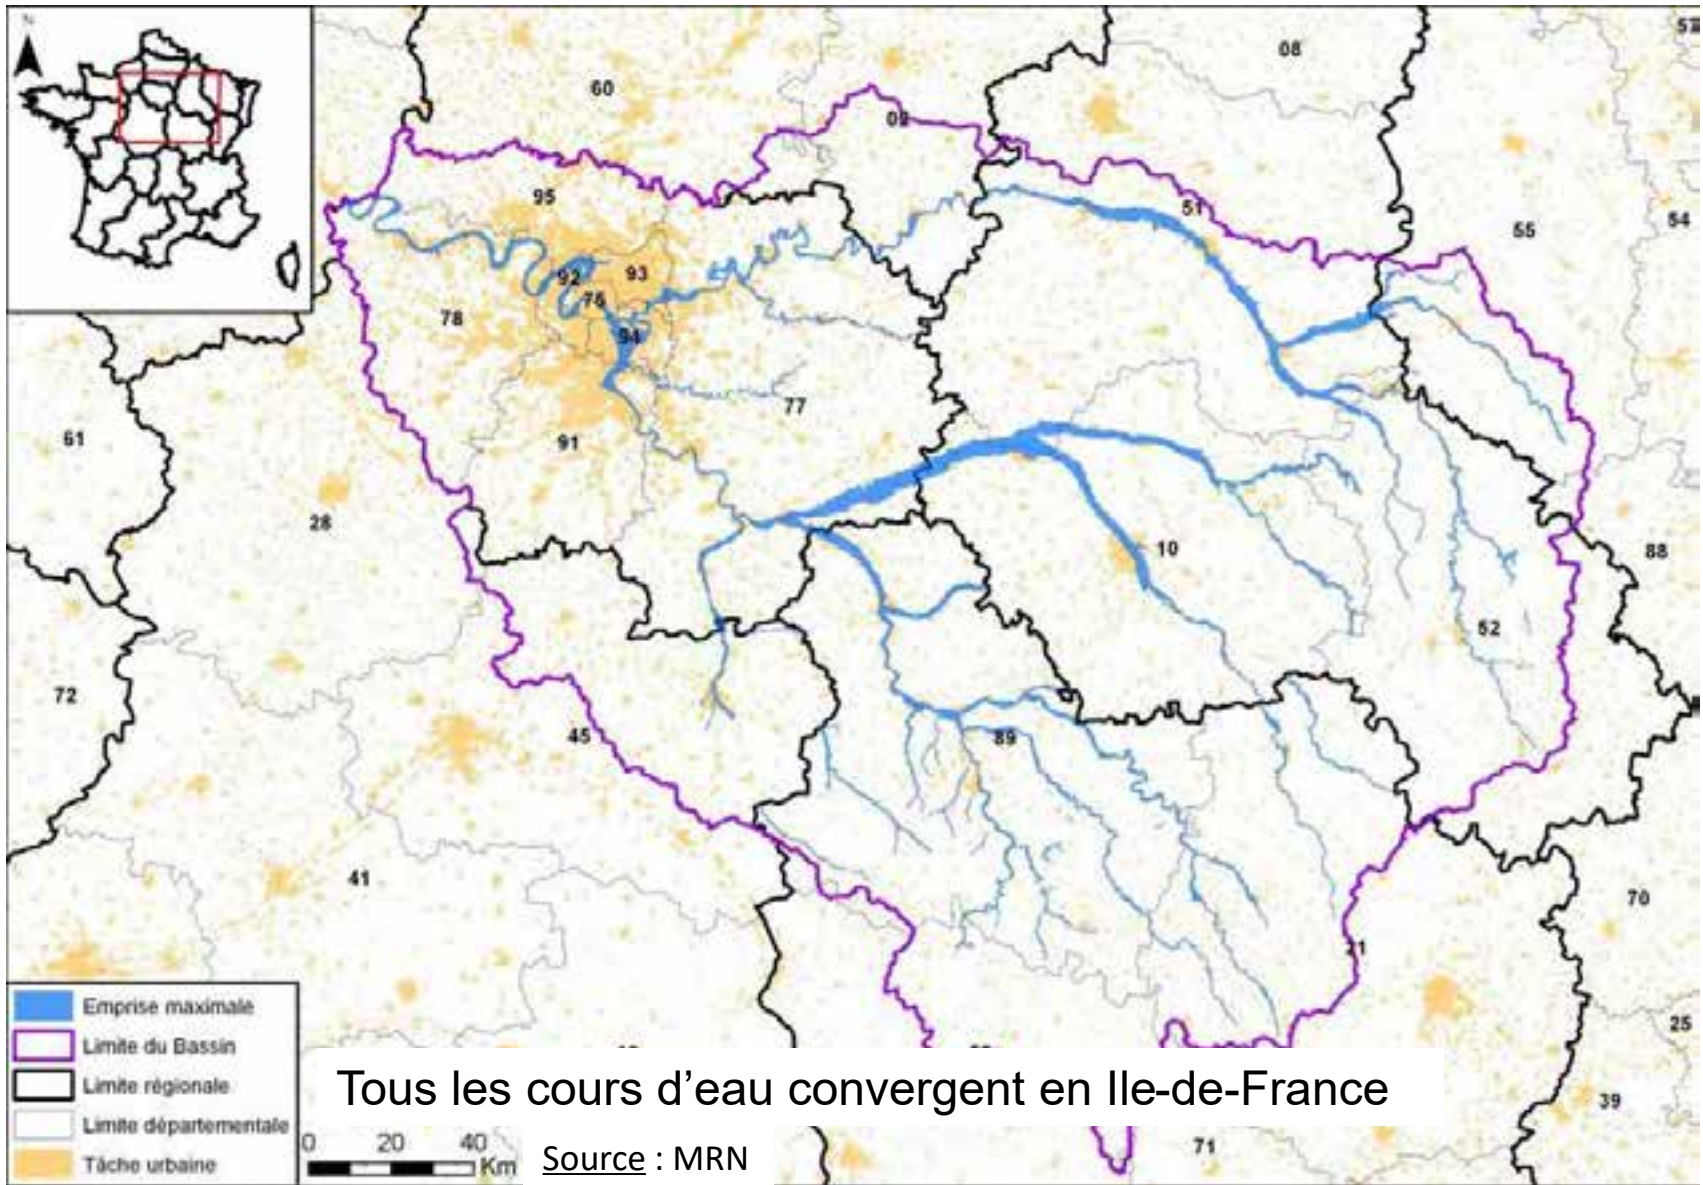 N
60
08
02
51
95
55
54
92
93
75
78
94
77
61
91
28
10
88
52
72
45
89
41
70
21
25
39
71
Emprise maximale
Limite du Bassin
Limite régionale
Limite départementale
Tâche urbaine
Tous les cours d'eau convergent en Ile-de-France
0 20 40
Km
Source : MRN